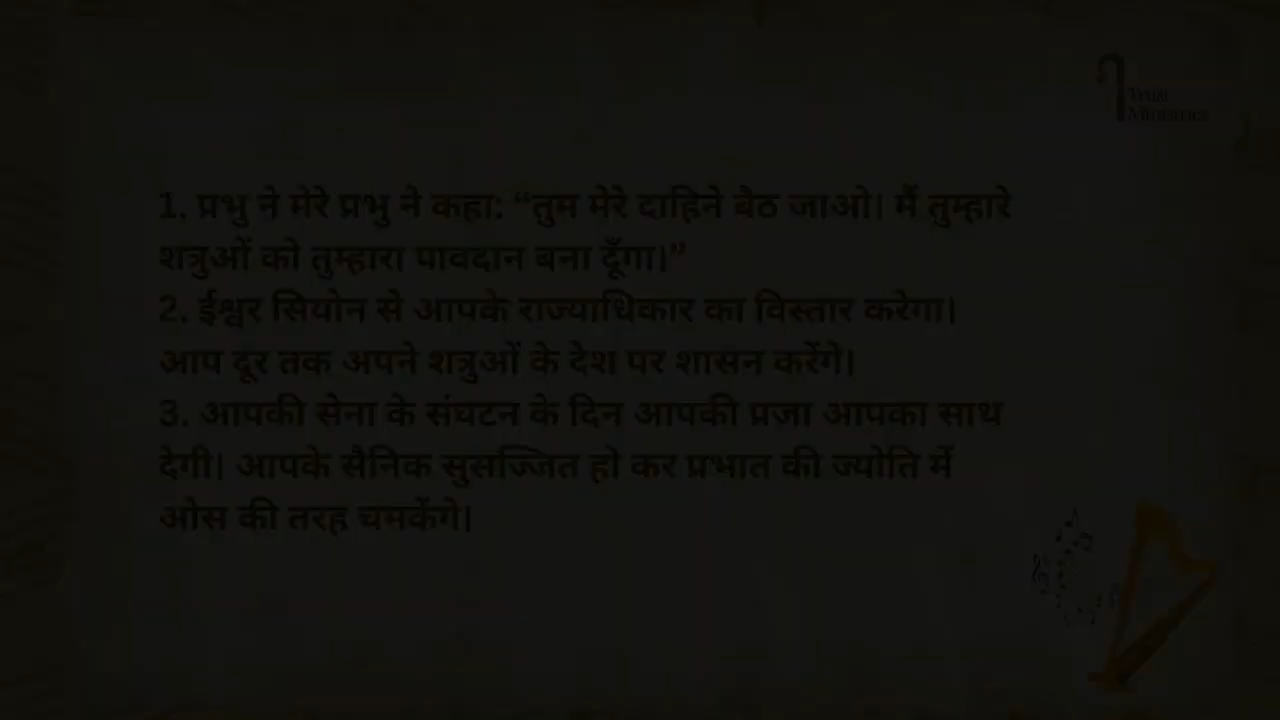 1. प्रभु ने मेरे प्रभु ने कहा: “तुम मेरे दाहिने बैठ जाओ। मैं तुम्हारे
शत्रुओं को तुम्हारा पावदान बना दूँगा।”
2. ईश्वर सियोन से आपके राज्याधिकार का विस्तार करेगा।
आप दूर तक अपने शत्रुओं के देश पर शासन करेंगे।
3. आपकी सेना के संघटन के दिन आपकी प्रजा आपका साथ
देगी। आपके सैनिक सुसज्जित हो कर प्रभात की ज्योति में
ओस की तरह चमकेंगे।
Ministries